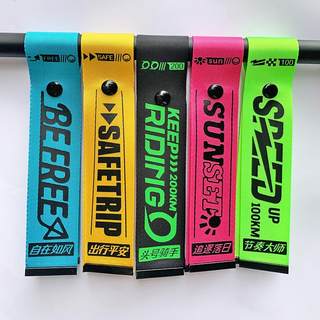 BE FREE
自在如风
SAFE
SAFETRIP
出行平安
200
KEEP>>>>200KM
RIDING
头号骑手
sun
SUNSET
追逐落日
100
SPEED
UP
100KM
节奏大师